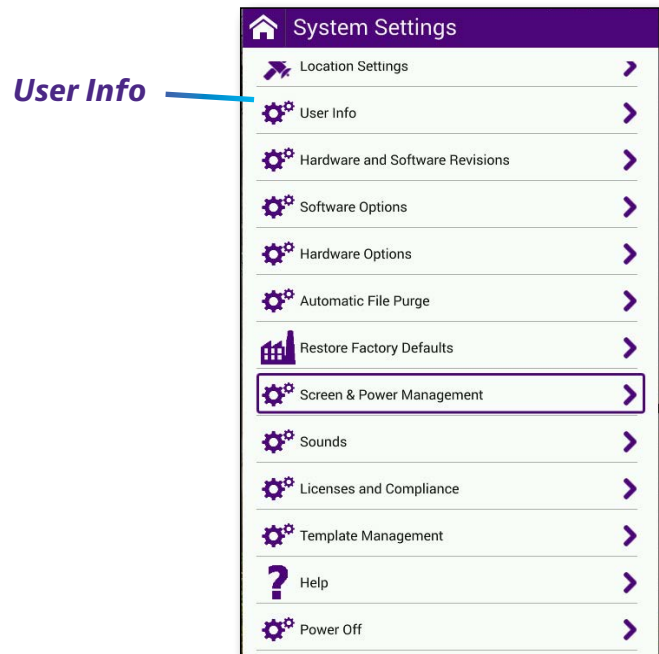 System Settings
Location Settings
User Info
User Info
Hardware and Software Revisions
Software Options
Hardware Options
Automatic File Purge
Restore Factory Defaults
Screen & Power Management
Sounds
Licenses and Compliance
Template Management
Help
Power Off